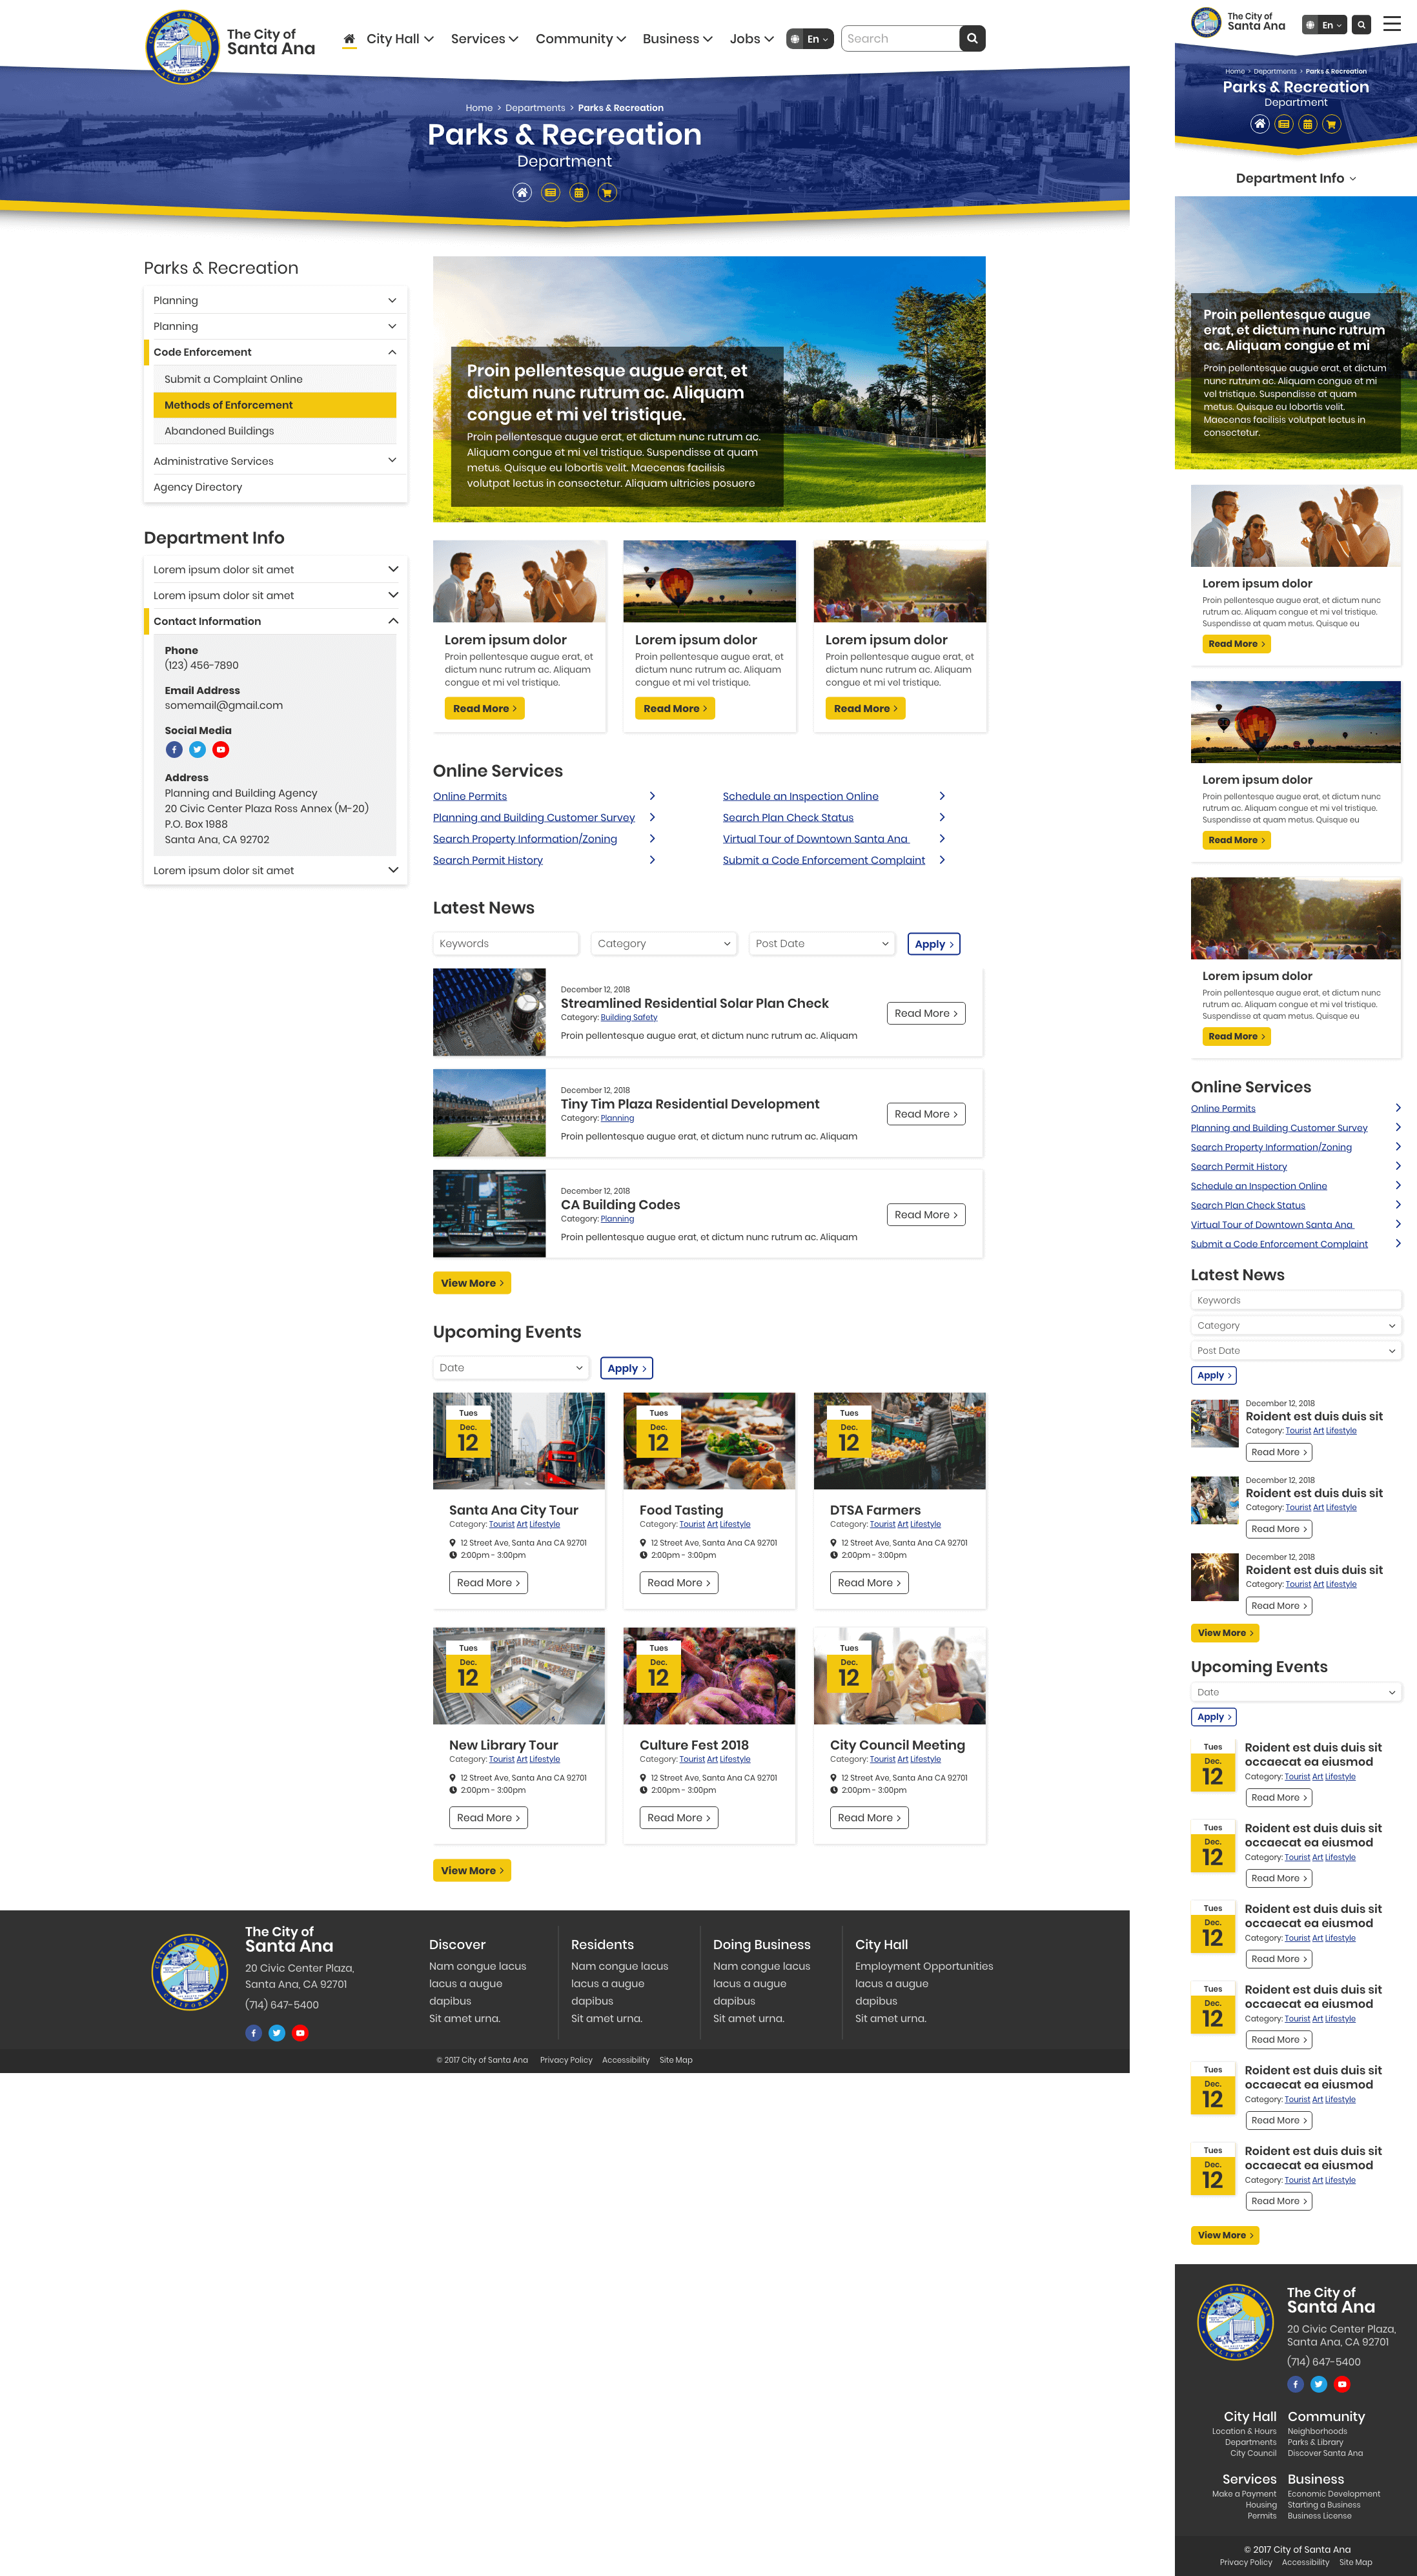 The City of
Santa Ana
City Hall
Services
Community
Business
Jobs
En
Search
Home > Departments > Parks & Recreation
Parks & Recreation
Department
Parks & Recreation
Planning
Planning
Code Enforcement
Submit a Complaint Online
Methods of Enforcement
Abandoned Buildings
Administrative Services
Agency Directory
Department Info
Lorem ipsum dolor sit amet
Lorem ipsum dolor sit amet
Contact Information
Phone
(123) 456-7890
Email Address
somemail@gmail.com
Social Media
Address
Planning and Building Agency
20 Civic Center Plaza Ross Annex (M-20)
P.O. Box 1988
Santa Ana, CA 92702
Lorem ipsum dolor sit amet
Proin pellentesque augue erat, et
dictum nunc rutrum ac. Aliquam
congue et mi vel tristique.
Proin pellentesque augue erat, et dictum nunc rutrum ac.
Aliquam congue et mi vel tristique. Suspendisse at quam
metus. Quisque eu lobortis velit. Maecenas facilisis
volutpat lectus in consectetur. Aliquam ultricies posuere
Lorem ipsum dolor
Proin pellentesque augue erat, et
dictum nunc rutrum ac. Aliquam
congue et mi vel tristique.
Read More
Lorem ipsum dolor
Proin pellentesque augue erat, et
dictum nunc rutrum ac. Aliquam
congue et mi vel tristique.
Read More
Lorem ipsum dolor
Proin pellentesque augue erat, et
dictum nunc rutrum ac. Aliquam
congue et mi vel tristique.
Read More
Online Services
Online Permits
Planning and Building Customer Survey
Search Property Information/Zoning
Search Permit History
Schedule an Inspection Online
Search Plan Check Status
Virtual Tour of Downtown Santa Ana
Submit a Code Enforcement Complaint
Latest News
Keywords
Category
Post Date
Apply
December 12, 2018
Streamlined Residential Solar Plan Check
Category: Building Safety
Proin pellentesque augue erat, et dictum nunc rutrum ac. Aliquam
Read More
December 12, 2018
Tiny Tim Plaza Residential Development
Category: Planning
Proin pellentesque augue erat, et dictum nunc rutrum ac. Aliquam
Read More
December 12, 2018
CA Building Codes
Category: Planning
Proin pellentesque augue erat, et dictum nunc rutrum ac. Aliquam
Read More
View More
Upcoming Events
Date
Apply
Tues
Dec.
12
Santa Ana City Tour
Category: Tourist Art Lifestyle
12 Street Ave, Santa Ana CA 92701
2:00pm - 3:00pm
Read More
Tues
Dec.
12
Food Tasting
Category: Tourist Art Lifestyle
12 Street Ave, Santa Ana CA 92701
2:00pm - 3:00pm
Read More
Tues
Dec.
12
DTSA Farmers
Category: Tourist Art Lifestyle
12 Street Ave, Santa Ana CA 92701
2:00pm - 3:00pm
Read More
Tues
Dec.
12
New Library Tour
Category: Tourist Art Lifestyle
12 Street Ave, Santa Ana CA 92701
2:00pm - 3:00pm
Read More
Tues
Dec.
12
Culture Fest 2018
Category: Tourist Art Lifestyle
12 Street Ave, Santa Ana CA 92701
2:00pm - 3:00pm
Read More
Tues
Dec.
12
City Council Meeting
Category: Tourist Art Lifestyle
12 Street Ave, Santa Ana CA 92701
2:00pm - 3:00pm
Read More
View More
The City of
Santa Ana
20 Civic Center Plaza,
Santa Ana, CA 92701
(714) 647-5400
Discover
Nam congue lacus
lacus a augue
dapibus
Sit amet urna.
Residents
Nam congue lacus
lacus a augue
dapibus
Sit amet urna.
Doing Business
Nam congue lacus
lacus a augue
dapibus
Sit amet urna.
City Hall
Employment Opportunities
lacus a augue
dapibus
Sit amet urna.
© 2017 City of Santa Ana
Privacy Policy
Accessibility
Site Map
The City of
Santa Ana
En
Home > Departments > Parks & Recreation
Parks & Recreation
Department
Department Info
Proin pellentesque augue
erat, et dictum nunc rutrum
ac. Aliquam congue et mi
Proin pellentesque augue erat, et dictum
nunc rutrum ac. Aliquam congue et mi
vel tristique. Suspendisse at quam
metus. Quisque eu lobortis velit.
Maecenas facilisis volutpat lectus in
consectetur.
Lorem ipsum dolor
Proin pellentesque augue erat, et dictum nunc
rutrum ac. Aliquam congue et mi vel tristique.
Suspendisse at quam metus. Quisque eu
Read More
Lorem ipsum dolor
Proin pellentesque augue erat, et dictum nunc
rutrum ac. Aliquam congue et mi vel tristique.
Suspendisse at quam metus. Quisque eu
Read More
Lorem ipsum dolor
Proin pellentesque augue erat, et dictum nunc
rutrum ac. Aliquam congue et mi vel tristique.
Suspendisse at quam metus. Quisque eu
Read More
Online Services
Online Permits
Planning and Building Customer Survey
Search Property Information/Zoning
Search Permit History
Schedule an Inspection Online
Search Plan Check Status
Virtual Tour of Downtown Santa Ana
Submit a Code Enforcement Complaint
Latest News
Keywords
Category
Post Date
Apply
December 12, 2018
Roident est duis duis sit
Category: Tourist Art Lifestyle
Read More
December 12, 2018
Roident est duis duis sit
Category: Tourist Art Lifestyle
Read More
December 12, 2018
Roident est duis duis sit
Category: Tourist Art Lifestyle
Read More
View More
Upcoming Events
Date
Apply
Tues
Dec.
12
Roident est duis duis sit
occaecat ea eiusmod
Category: Tourist Art Lifestyle
Read More
Tues
Dec.
12
Roident est duis duis sit
occaecat ea eiusmod
Category: Tourist Art Lifestyle
Read More
Tues
Dec.
12
Roident est duis duis sit
occaecat ea eiusmod
Category: Tourist Art Lifestyle
Read More
Tues
Dec.
12
Roident est duis duis sit
occaecat ea eiusmod
Category: Tourist Art Lifestyle
Read More
Tues
Dec.
12
Roident est duis duis sit
occaecat ea eiusmod
Category: Tourist Art Lifestyle
Read More
Tues
Dec.
12
Roident est duis duis sit
occaecat ea eiusmod
Category: Tourist Art Lifestyle
Read More
View More
The City of
Santa Ana
20 Civic Center Plaza,
Santa Ana, CA 92701
(714) 647-5400
City Hall
Location & Hours
Departments
City Council
Community
Neighborhoods
Parks & Library
Discover Santa Ana
Services
Make a Payment
Housing
Permits
Business
Economic Development
Starting a Business
Business License
© 2017 City of Santa Ana
Privacy Policy
Accessibility
Site Map